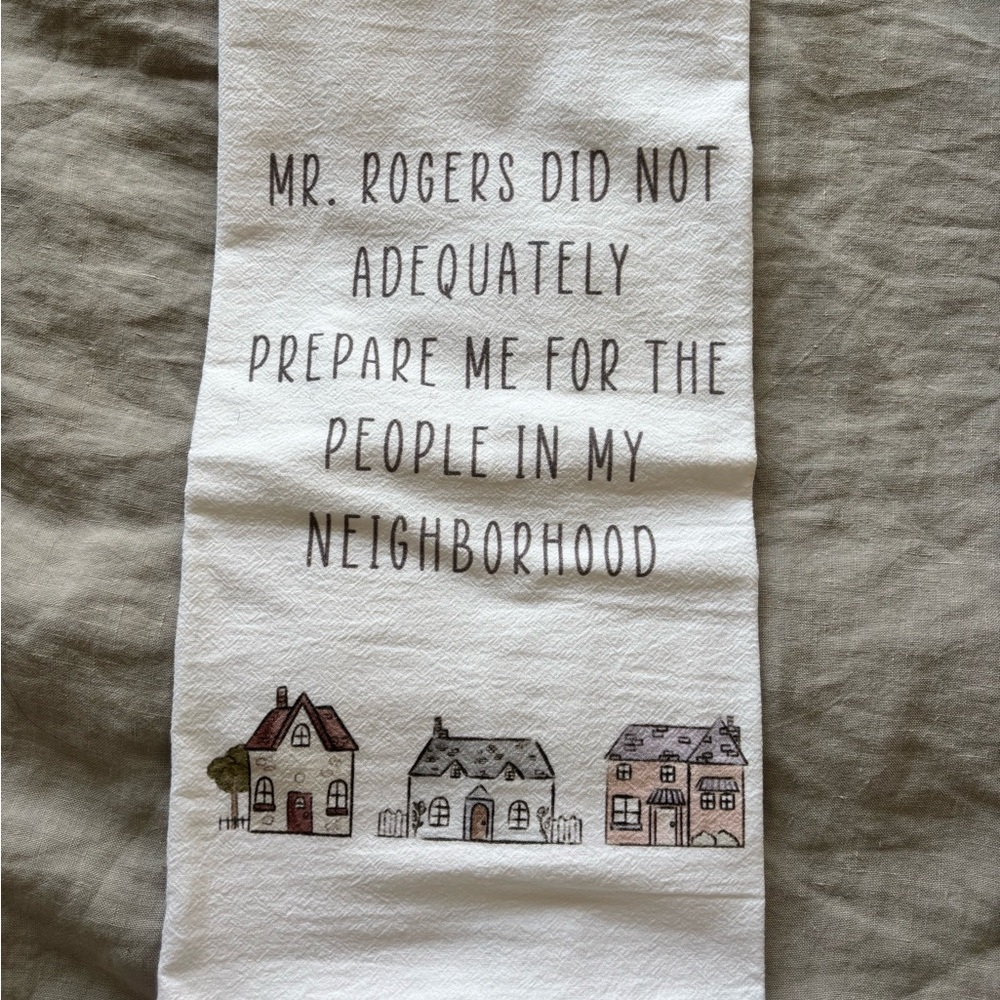 MR. ROGERS DID NOT
ADEQUATELY
PREPARE ME FOR THE
PEOPLE IN MY
NEIGHBORHOOD